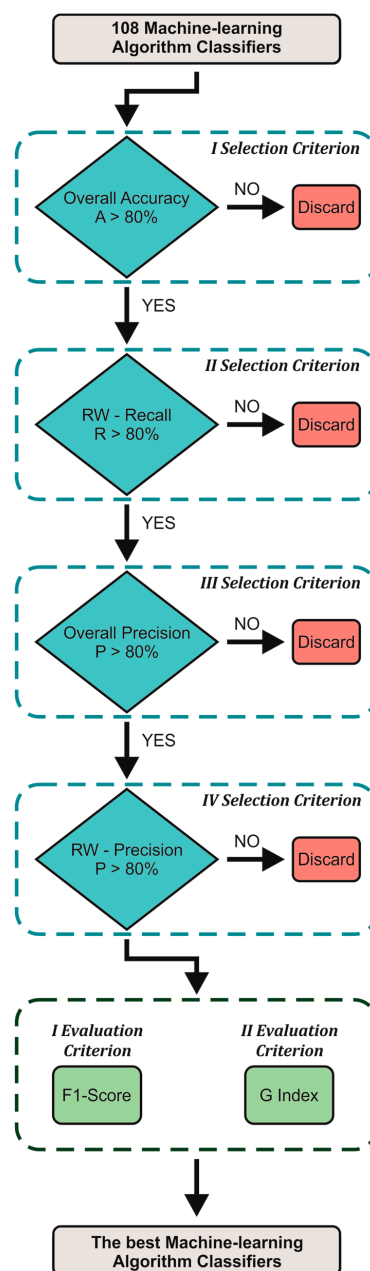 108 Machine-learning
Algorithm Classifiers
I Selection Criterion
Overall Accuracy
A > 80%
NO
Discard
YES
II Selection Criterion
RW - Recall
R > 80%
NO
Discard
YES
III Selection Criterion
Overall Precision
P > 80%
NO
Discard
YES
IV Selection Criterion
RW - Precision
P > 80%
NO
Discard
I Evaluation
Criterion
F1-Score
II Evaluation
Criterion
G Index
The best Machine-learning
Algorithm Classifiers